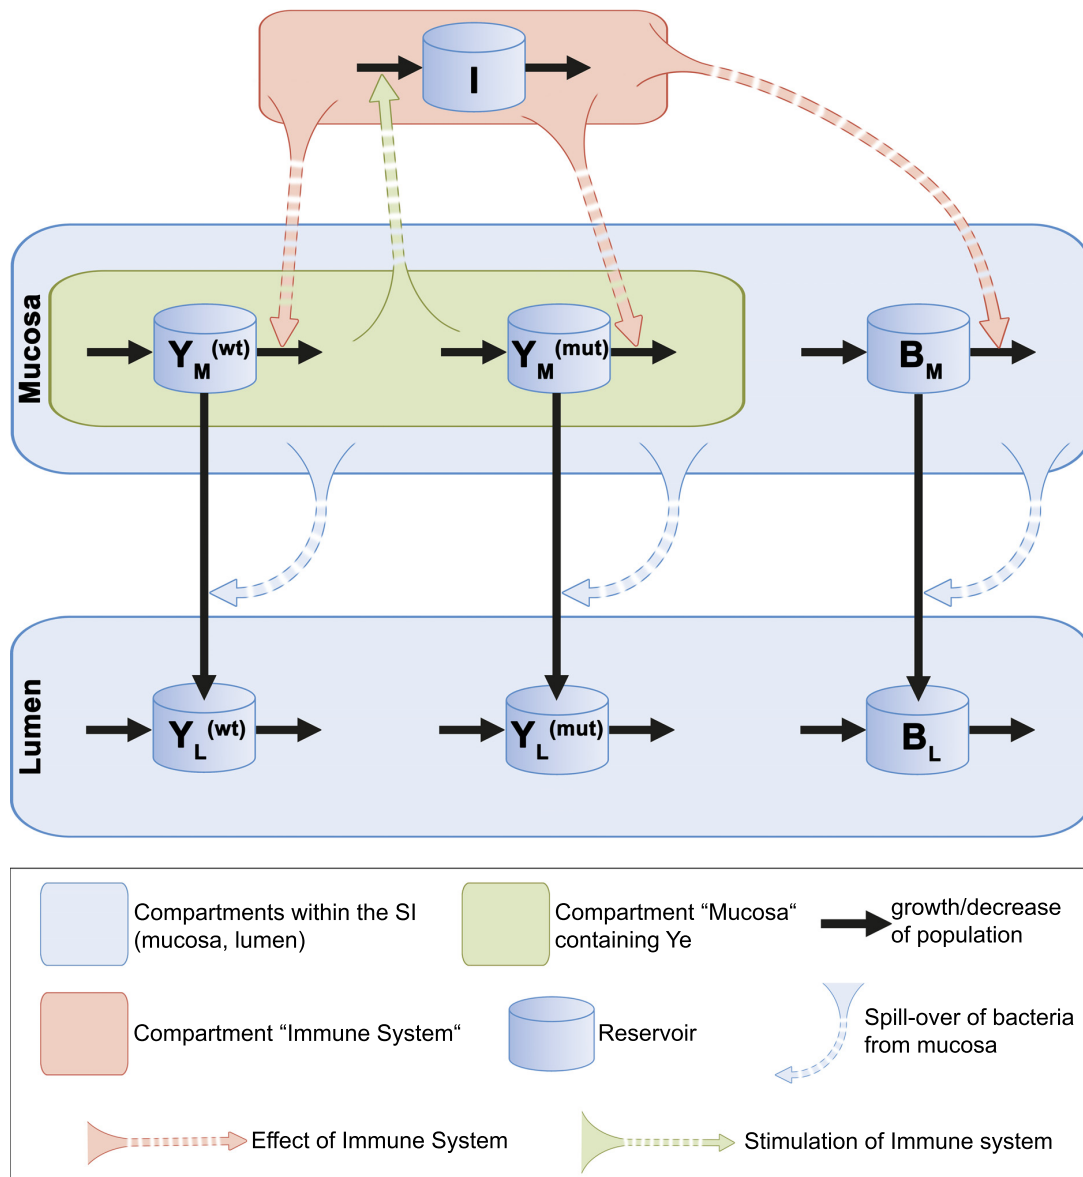 I
Mucosa
Y_M^(wt)
Y_M^(mut)
B_M
Lumen
Y_L^(wt)
Y_L^(mut)
B_L
Compartments within the SI
(mucosa, lumen)
Compartment “Mucosa“
containing Ye
growth/decrease
of population
Compartment “Immune System“
Reservoir
Spill-over of bacteria
from mucosa
Effect of Immune System
Stimulation of Immune system